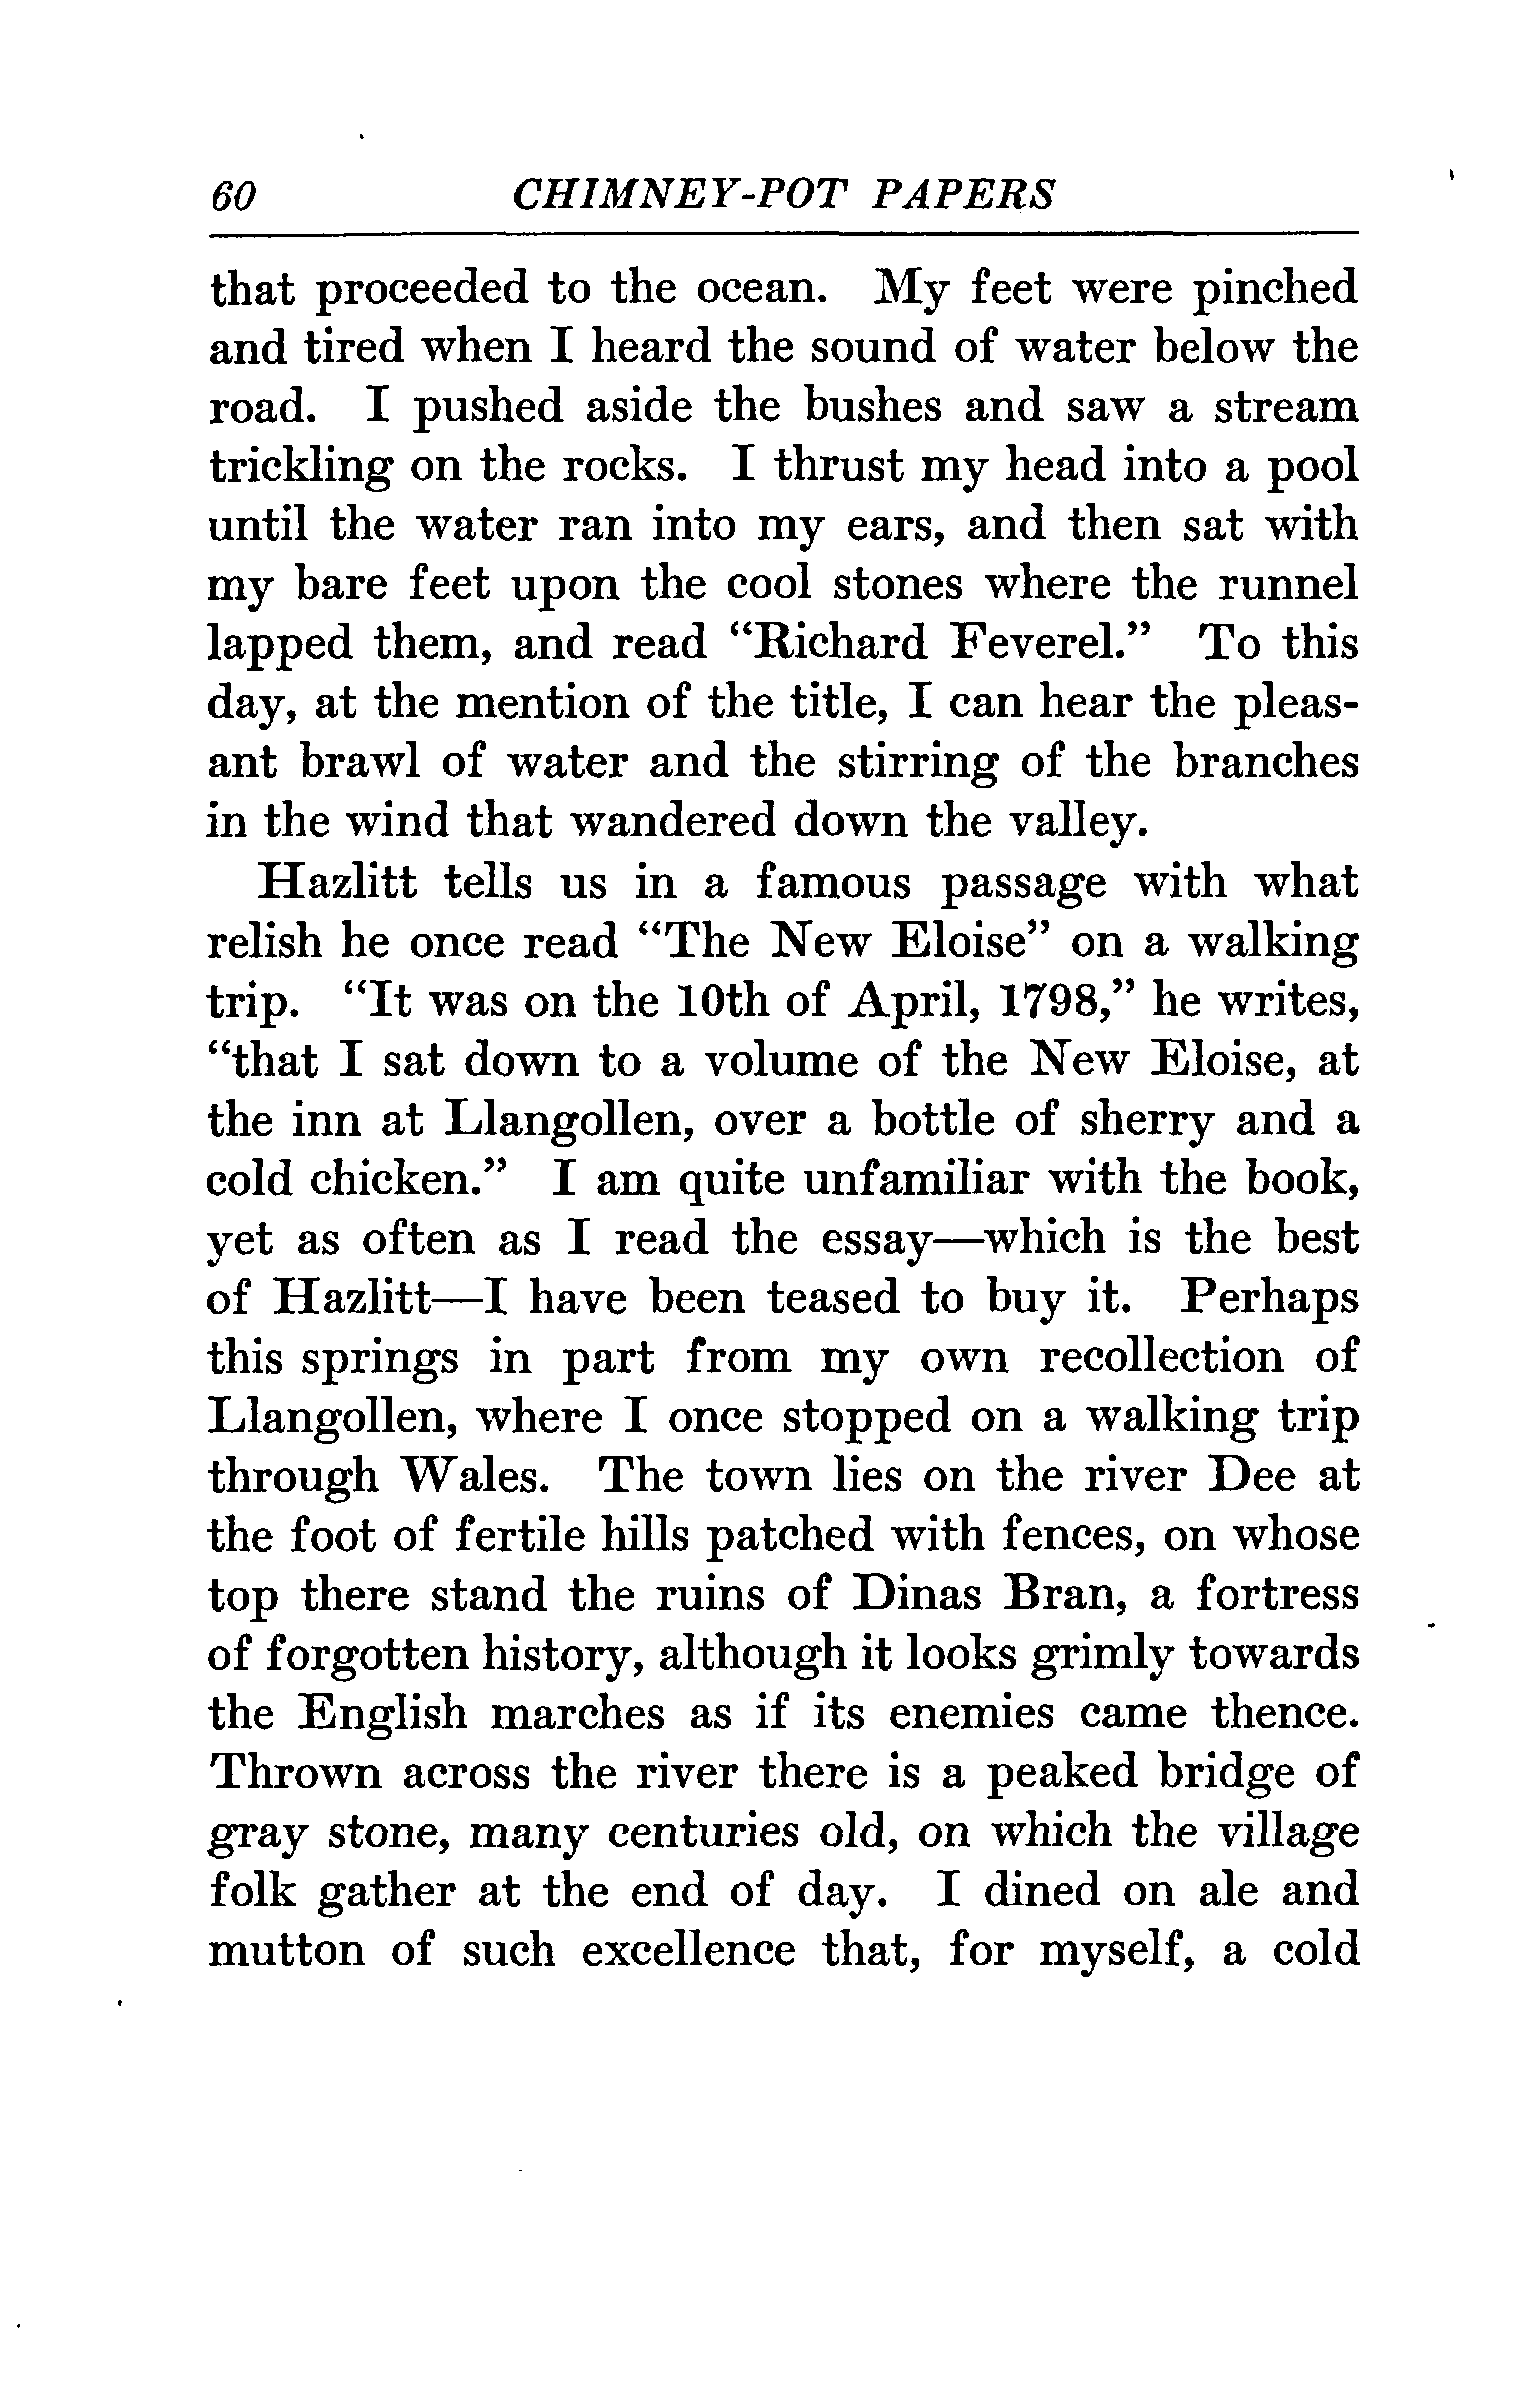 60 CHIMNEY-POT PAPERS
that proceeded to the ocean. My feet were pinched
and tired when I heard the sound of water below the
road. I pushed aside the bushes and saw a stream
trickling on the rocks. I thrust my head into a pool
until the water ran into my ears, and then sat with
my bare feet upon the cool stones where the runnel
lapped them, and read “Richard Feverel.” To this
day, at the mention of the title, I can hear the pleas-
ant brawl of water and the stirring of the branches
in the wind that wandered down the valley.
Hazlitt tells us in a famous passage with what
relish he once read “The New Eloise” on a walking
trip. “It was on the 10th of April, 1798,” he writes,
“that I sat down to a volume of the New Eloise, at
the inn at Llangollen, over a bottle of sherry and a
cold chicken.” I am quite unfamiliar with the book,
yet as often as I read the essay—which is the best
of Hazlitt—I have been teased to buy it. Perhaps
this springs in part from my own recollection of
Llangollen, where I once stopped on a walking trip
through Wales. The town lies on the river Dee at
the foot of fertile hills patched with fences, on whose
top there stand the ruins of Dinas Bran, a fortress
of forgotten history, although it looks grimly towards
the English marches as if its enemies came thence.
Thrown across the river there is a peaked bridge of
gray stone, many centuries old, on which the village
folk gather at the end of day. I dined on ale and
mutton of such excellence that, for myself, a cold